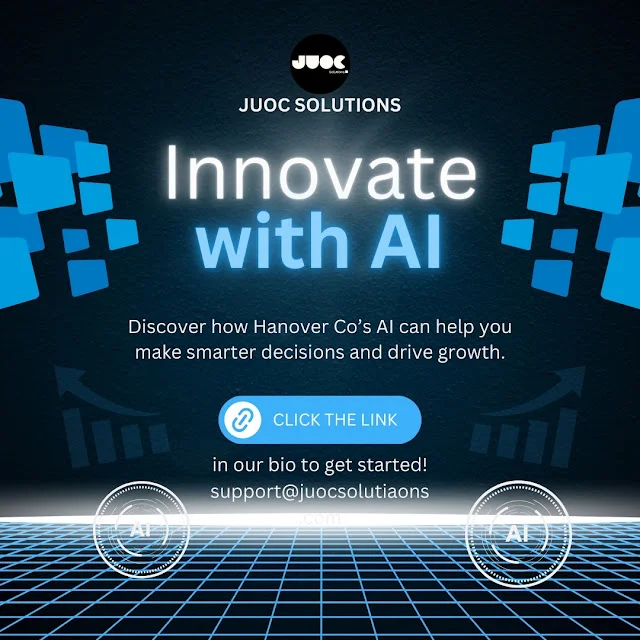 JUOC
Solutions
JUOC SOLUTIONS
Innovate
with AI
Discover how Hanover Co’s AI can help you
make smarter decisions and drive growth.
CLICK THE LINK
in our bio to get started!
support@juocsolutiaons
com
AI
AI